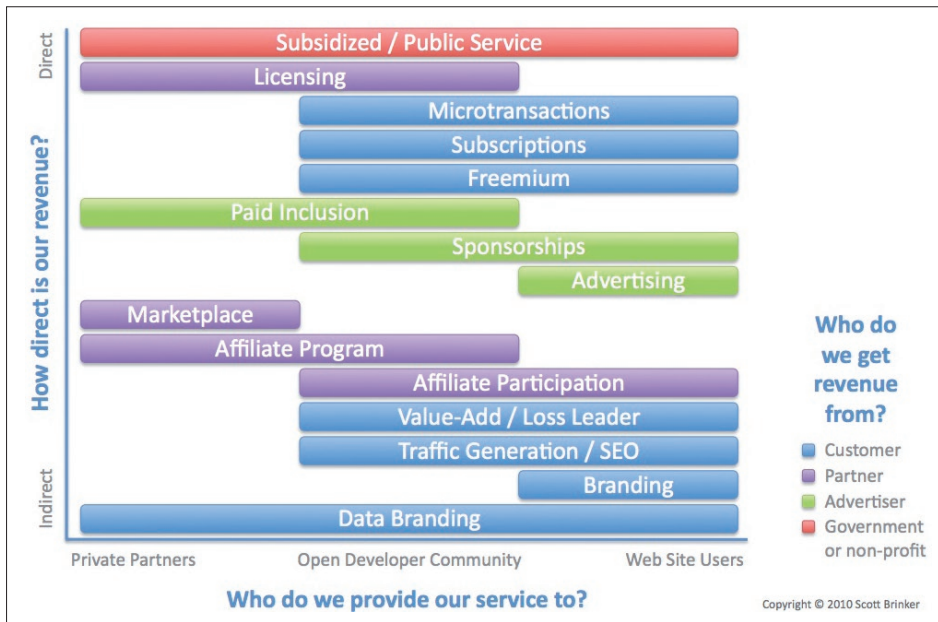 Direct
How direct is our revenue?
Indirect
Subsidized / Public Service
Licensing
Microtransactions
Subscriptions
Freemium
Paid Inclusion
Sponsorships
Advertising
Marketplace
Affiliate Program
Affiliate Participation
Value-Add / Loss Leader
Traffic Generation / SEO
Branding
Data Branding
Private Partners
Open Developer Community
Web Site Users
Who do we provide our service to?
Who do
we get
revenue
from?
Customer
Partner
Advertiser
Government
or non-profit
Copyright © 2010 Scott Brinker